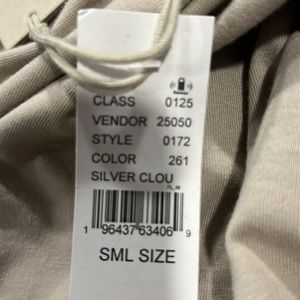 CLASS 0125
VENDOR 25050
STYLE 0172
COLOR 261
SILVER CLOU
1 96437 63406 9
SML SIZE